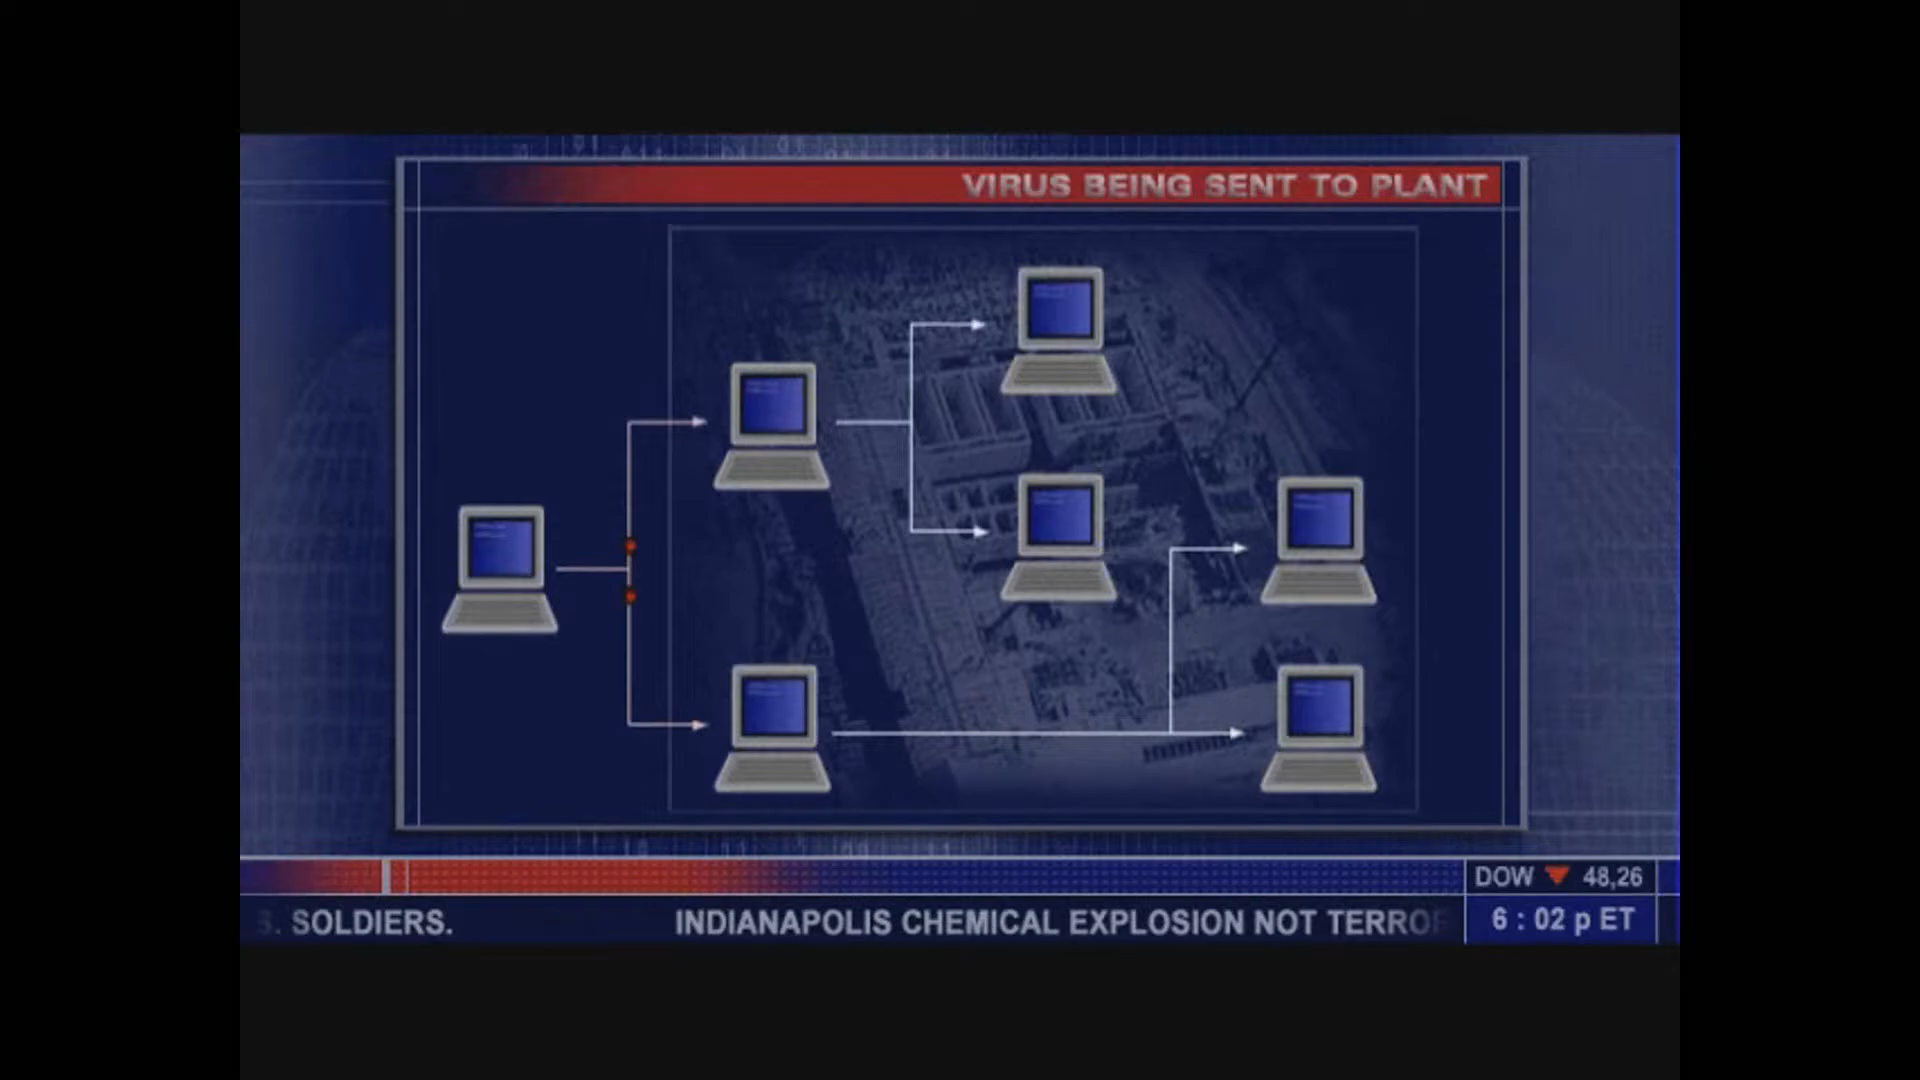 VIRUS BEING SENT TO PLANT
DOW 48,26
SOLDIERS. INDIANAPOLIS CHEMICAL EXPLOSION NOT
6 : 02 p ET